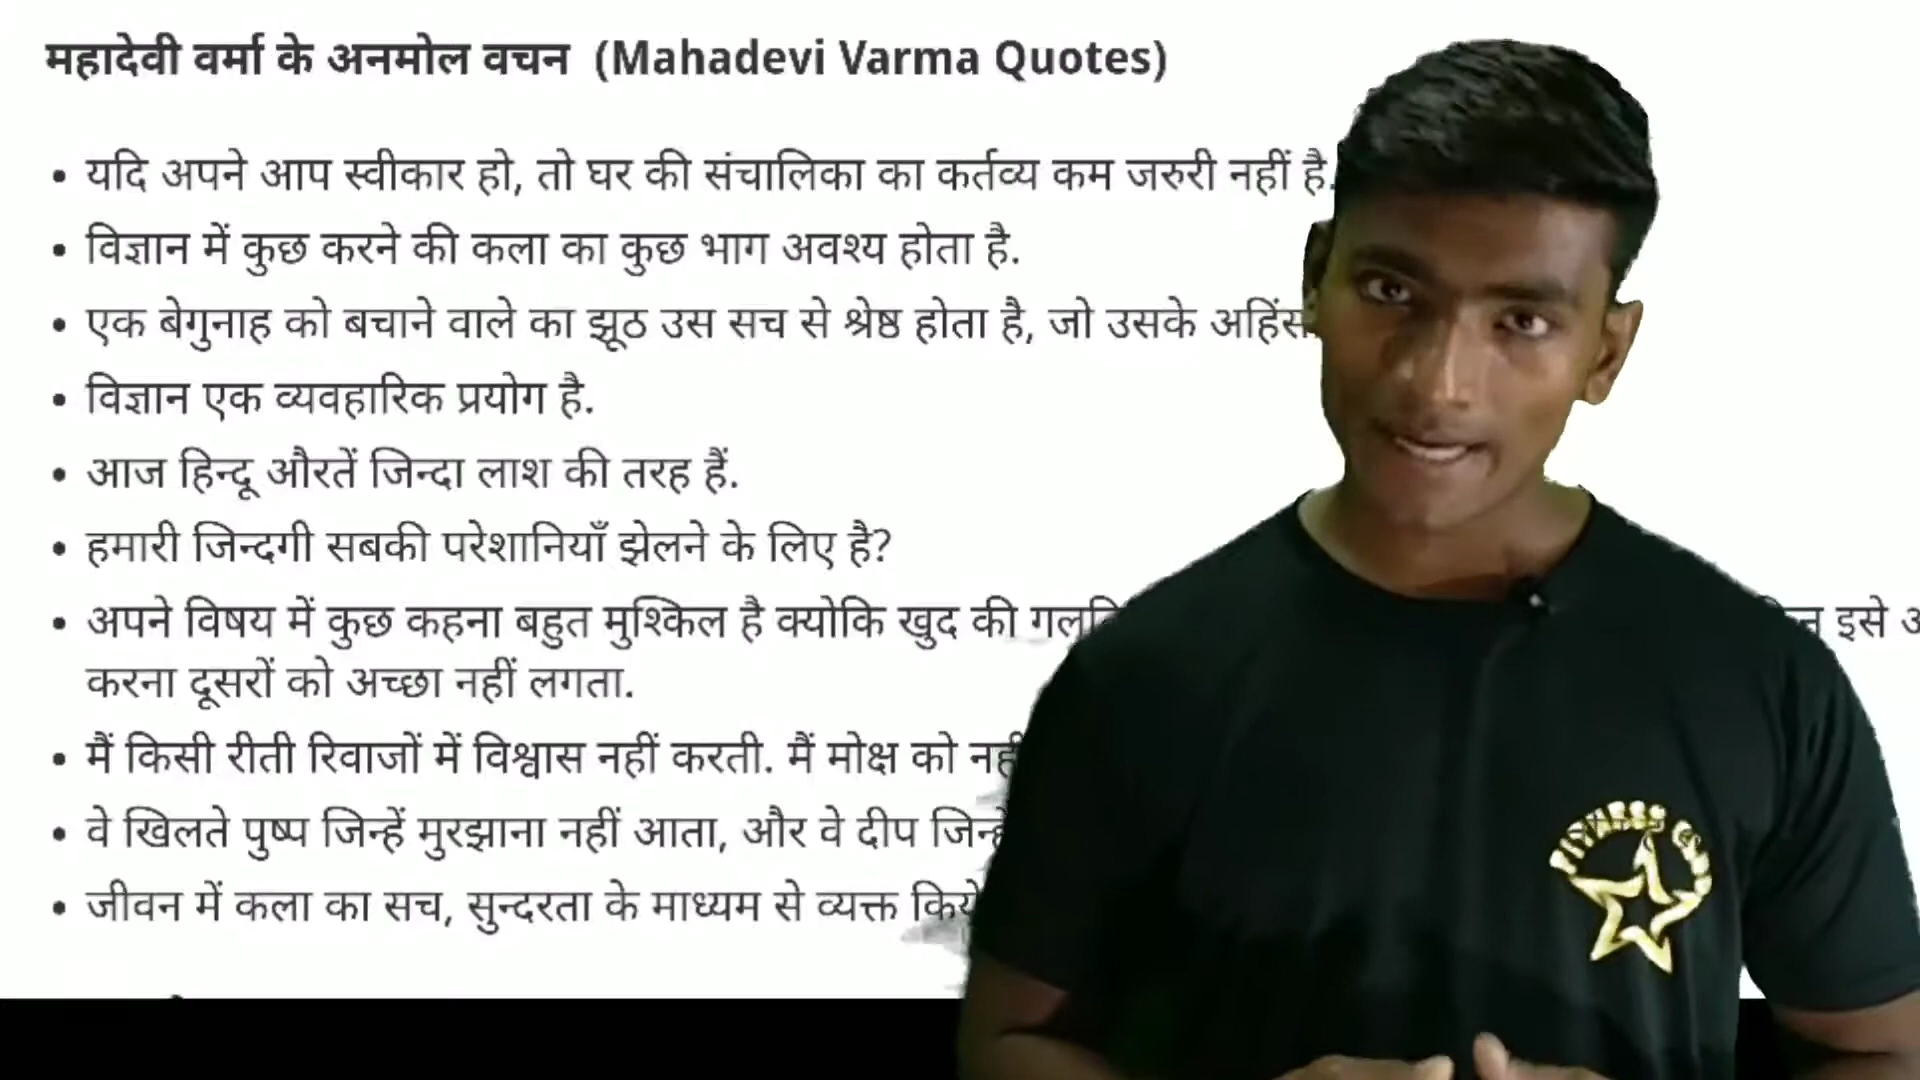 महादेवी वर्मा के अनमोल वचन (Mahadevi Varma Quotes)
• यदि अपने आप स्वीकार हो, तो घर की संचालिका का कर्तव्य कम जरुरी नहीं है.
• विज्ञान में कुछ करने की कला का कुछ भाग अवश्य होता है.
• एक बेगुनाह को बचाने वाले का झूठ उस सच से श्रेष्ठ होता है, जो उसके
• विज्ञान एक व्यवहारिक प्रयोग है.
• आज हिन्दू औरतें जिन्दा लाश की तरह हैं.
• हमारी जिन्दगी सबकी परेशानियाँ झेलने के लिए है?
• अपने विषय में कुछ कहना बहुत मुश्किल है क्योकि खुद की इसे
करना दूसरों को अच्छा नहीं लगता.
• मैं किसी रीती रिवाजों में विश्वास नहीं करती. मैं मोक्ष को
• वे खिलते पुष्प जिन्हें मुरझाना नहीं आता, और वे दीप
• जीवन में कला का सच, सुन्दरता के माध्यम से व्यक्त